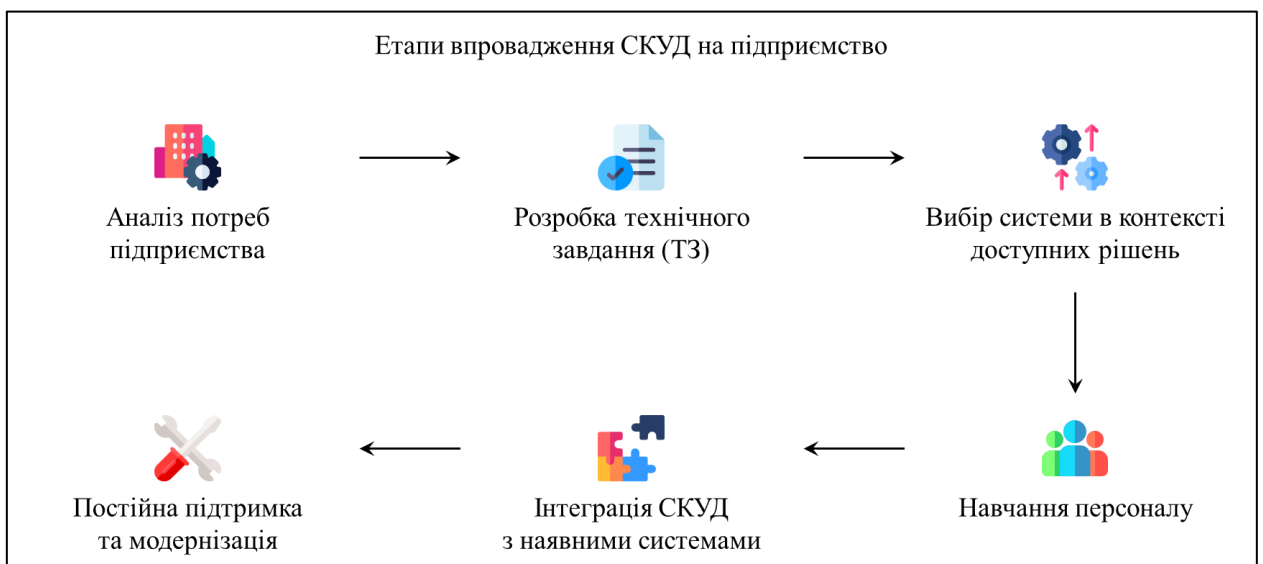 Етапи впровадження СКУД на підприємство
Аналіз потреб
підприємства
Розробка технічного
завдання (ТЗ)
Вибір системи в контексті
доступних рішень
Навчання персоналу
Інтеграція СКУД
з наявними системами
Постійна підтримка
та модернізація